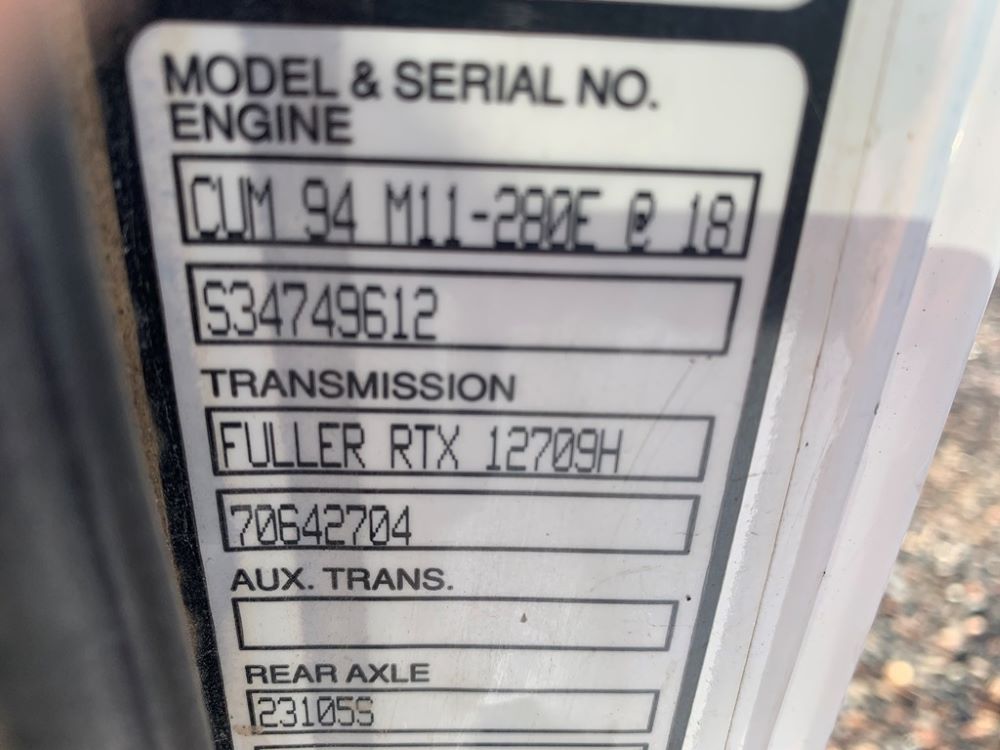 MODEL & SERIAL NO.
ENGINE
CUM 94 M11-280E @ 18
S34749612
TRANSMISSION
FULLER RTX 12709H
70642704
AUX. TRANS.
REAR AXLE
23105S